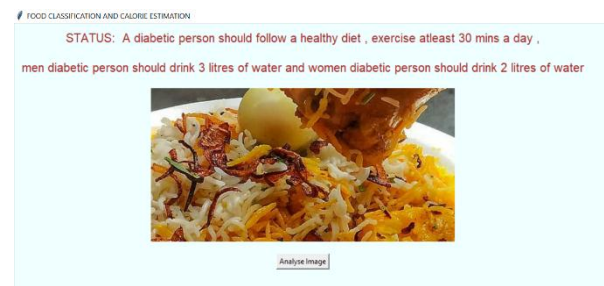 FOOD CLASSIFICATION AND CALORIE ESTIMATION
STATUS:  A diabetic person should follow a healthy diet , exercise atleast 30 mins a day ,
men diabetic person should drink 3 litres of water and women diabetic person should drink 2 litres of water
Analyse Image